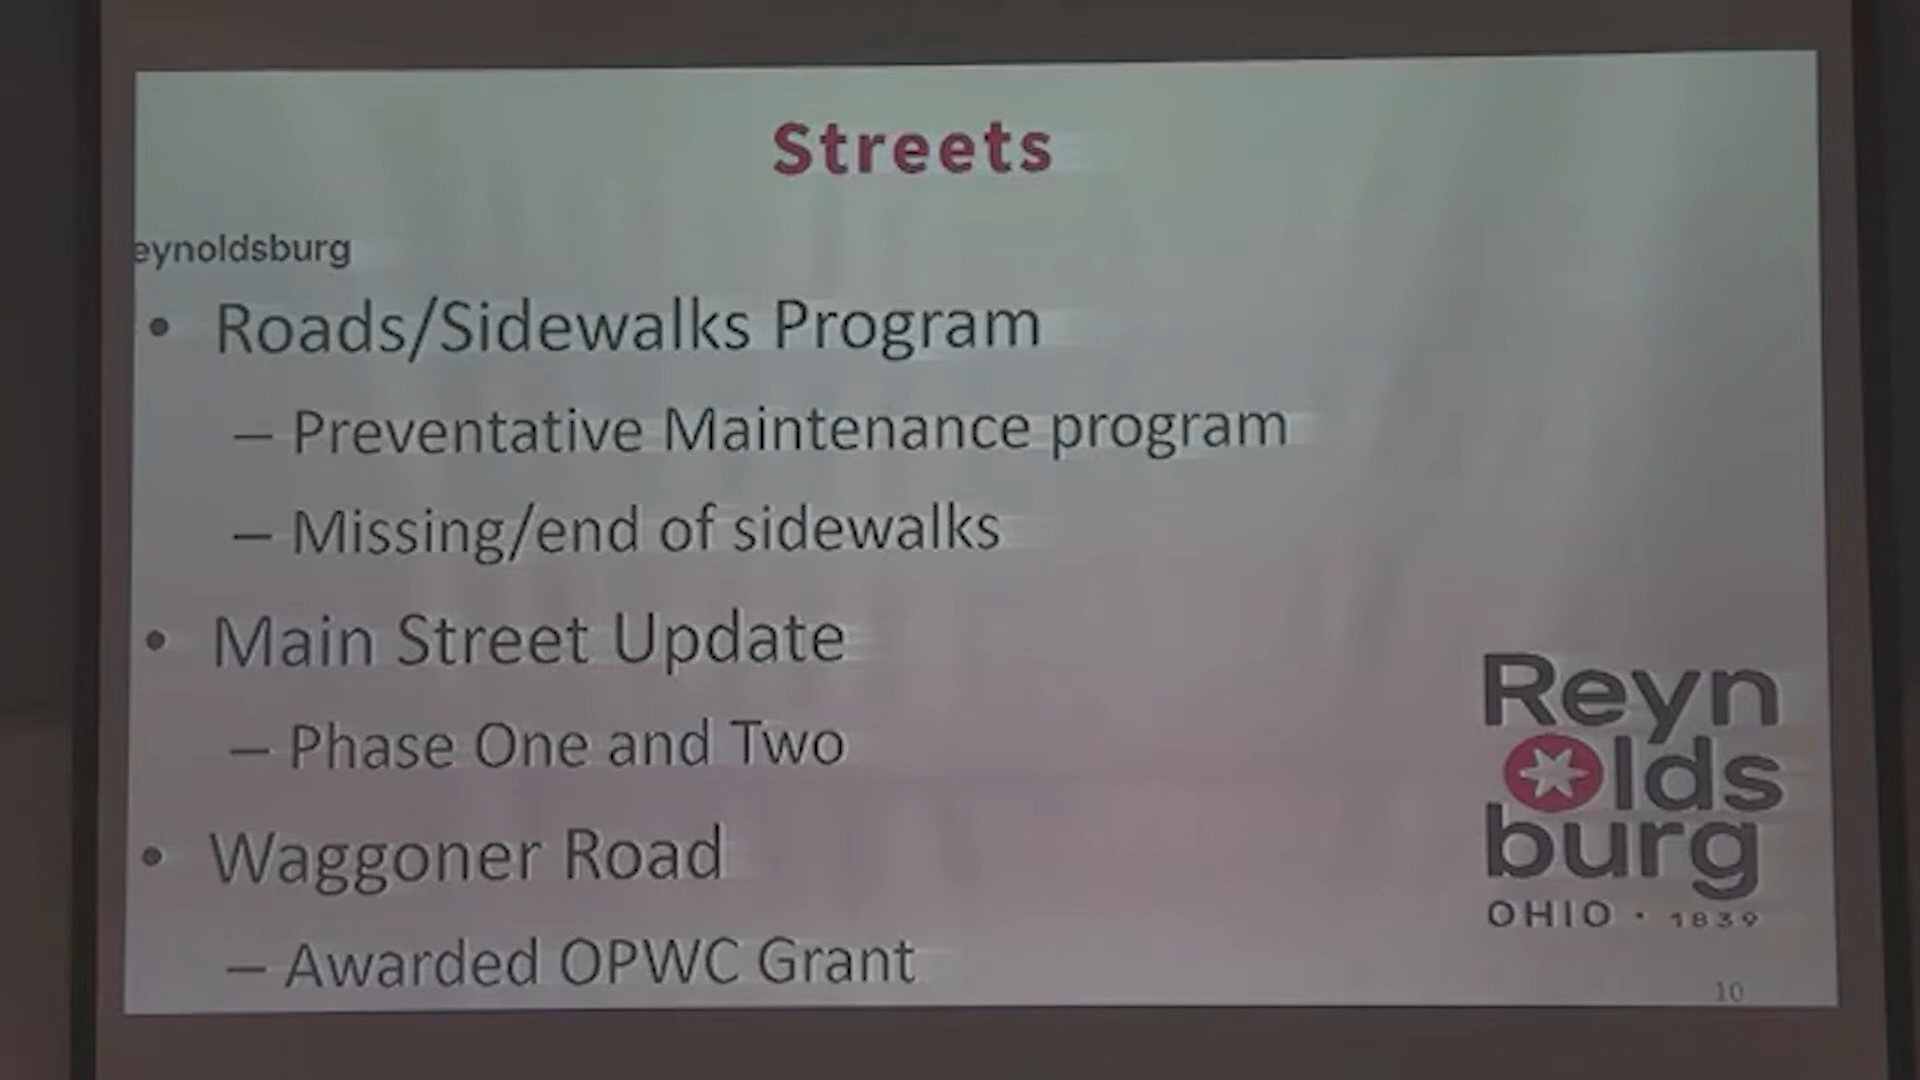 Streets
eynoldsburg
• Roads/Sidewalks Program
– Preventative Maintenance program
– Missing/end of sidewalks
• Main Street Update
– Phase One and Two
• Waggoner Road
– Awarded OPWC Grant
Reyn
olds
burg
OHIO · 1839
10